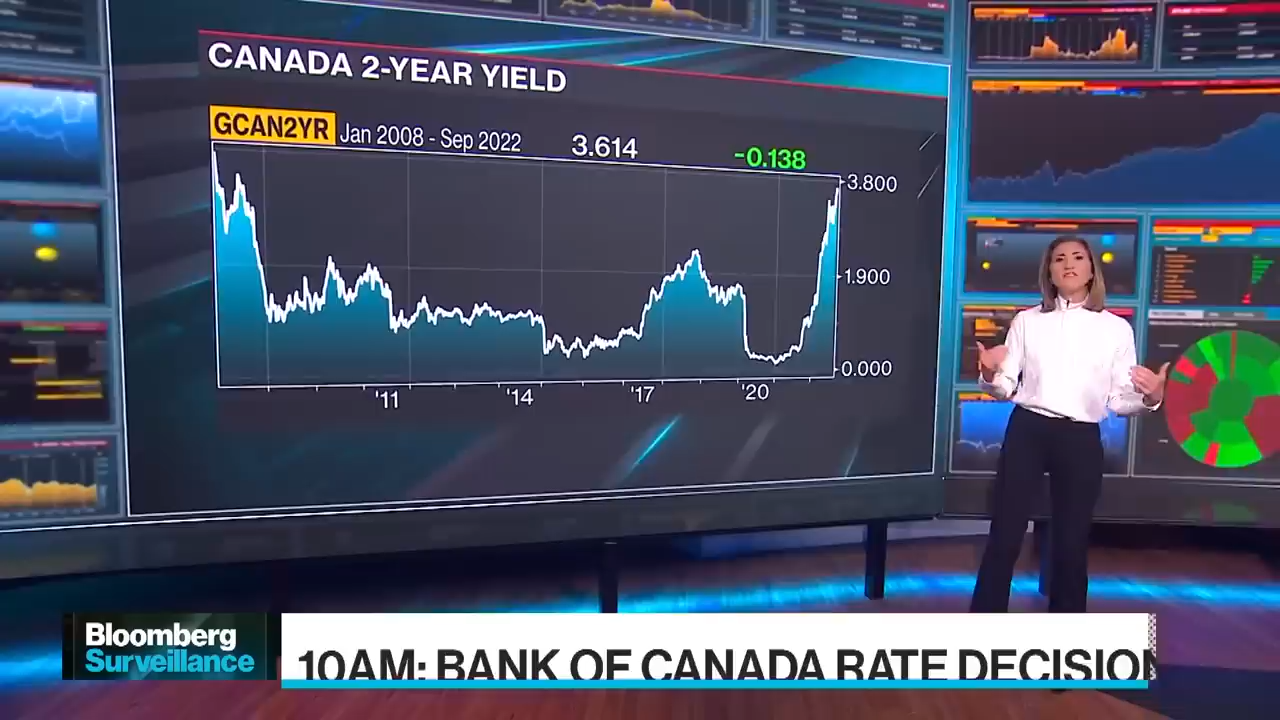 CANADA 2-YEAR YIELD
GCAN2YR Jan 2008 - Sep 2022 3.614 -0.138
3.800
1.900
0.000
'11 '14 '17 '20
Bloomberg
Surveillance
10AM: BANK OF CANADA RATE DECISION